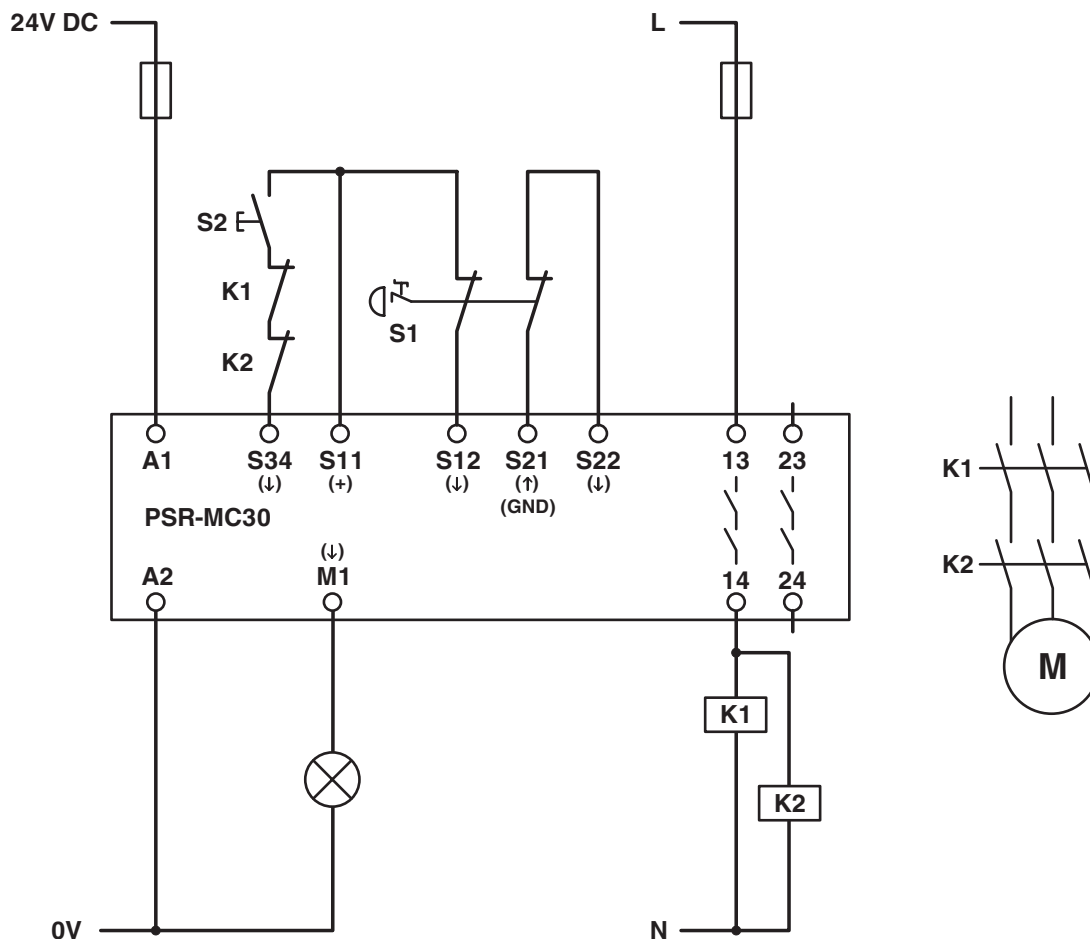 24V DC
L
S2
K1
S1
K2
A1 S34 S11 S12 S21 S22 13 23
(↓) (+) (↓) (↑) (↓)
(GND)
PSR-MC30
(↓)
A2 M1 14 24
K1
K2
M
K1
K2
0V
N